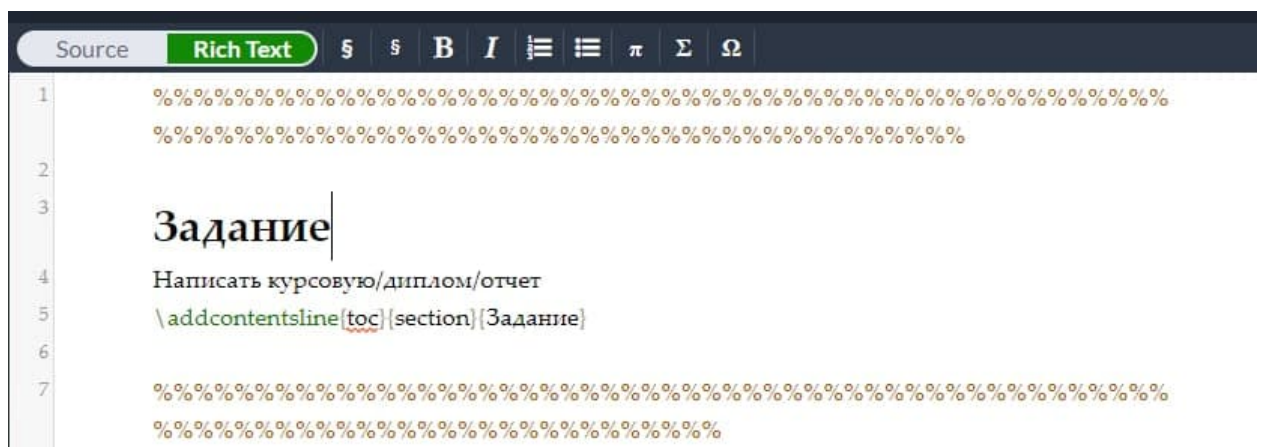 Source Rich Text § § B I π Σ Ω
1 %%%%%%%%%%%%%%%%%%%%%%%%%%%%%%%%%%%%%%%%%%%%%%%%%%
%%%%%%%%%%%%%%%%%%%%%%%%%%%%%%%%%%%%%%%%
2
3 Задание
4 Написать курсовую/диплом/отчет
5 \addcontentsline{toc}{section}{Задание}
6
7 %%%%%%%%%%%%%%%%%%%%%%%%%%%%%%%%%%%%%%%%%%%%%%%%%%
%%%%%%%%%%%%%%%%%%%%%%%%%%%%